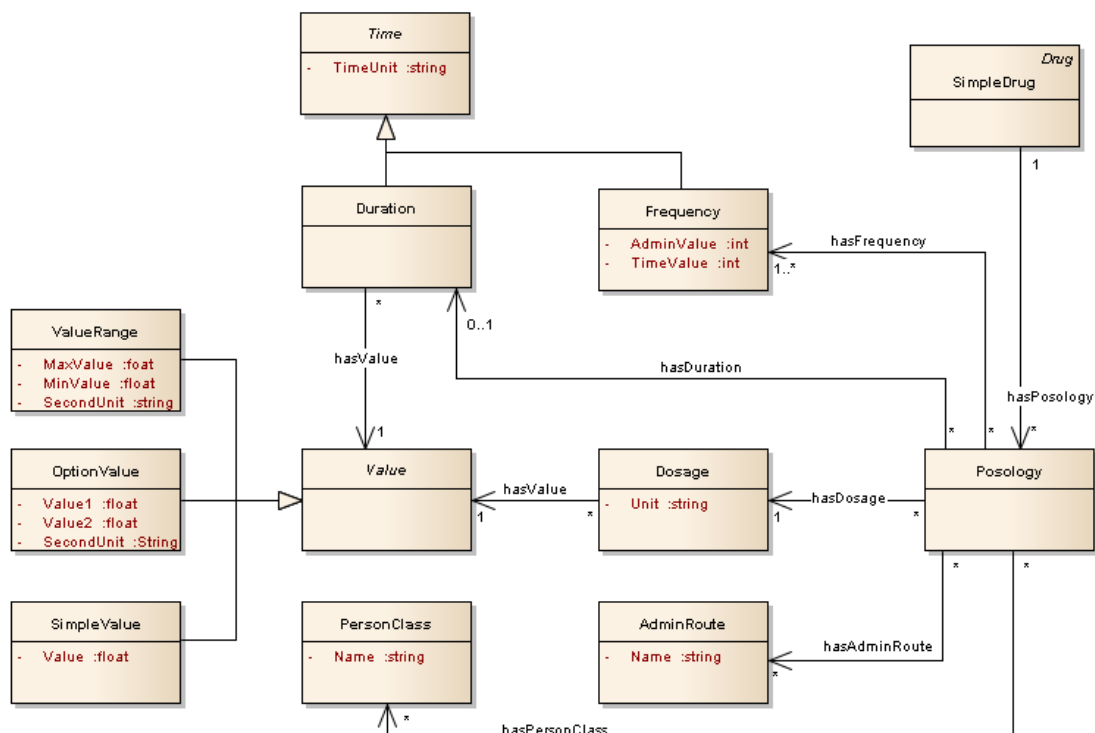 Time
- TimeUnit :string
Drug
SimpleDrug
Duration
Frequency
- AdminValue :int
- TimeValue :int
hasFrequency
1..*
1
*
0..1
ValueRange
- MaxValue :foat
- MinValue :float
- SecondUnit :string
hasValue
hasDuration
hasPosology
1
*
*
*
OptionValue
- Value1 :float
- Value2 :float
- SecondUnit :String
Value
hasValue
1
*
Dosage
- Unit :string
hasDosage
1
*
Posology
SimpleValue
- Value :float
PersonClass
- Name :string
AdminRoute
- Name :string
hasAdminRoute
*
*
*
*
hasPersonClass